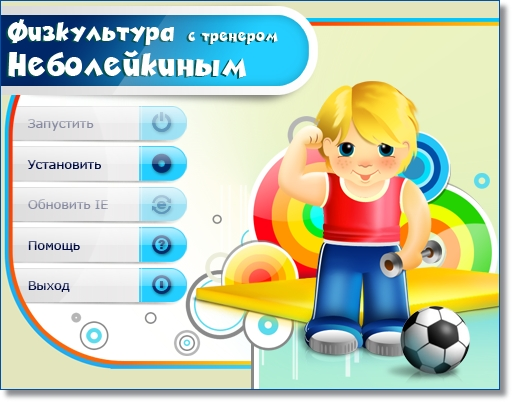 Физкультура с тренером
Неболейкиным
Запустить
Установить
Обновить IE
Помощь
Выход